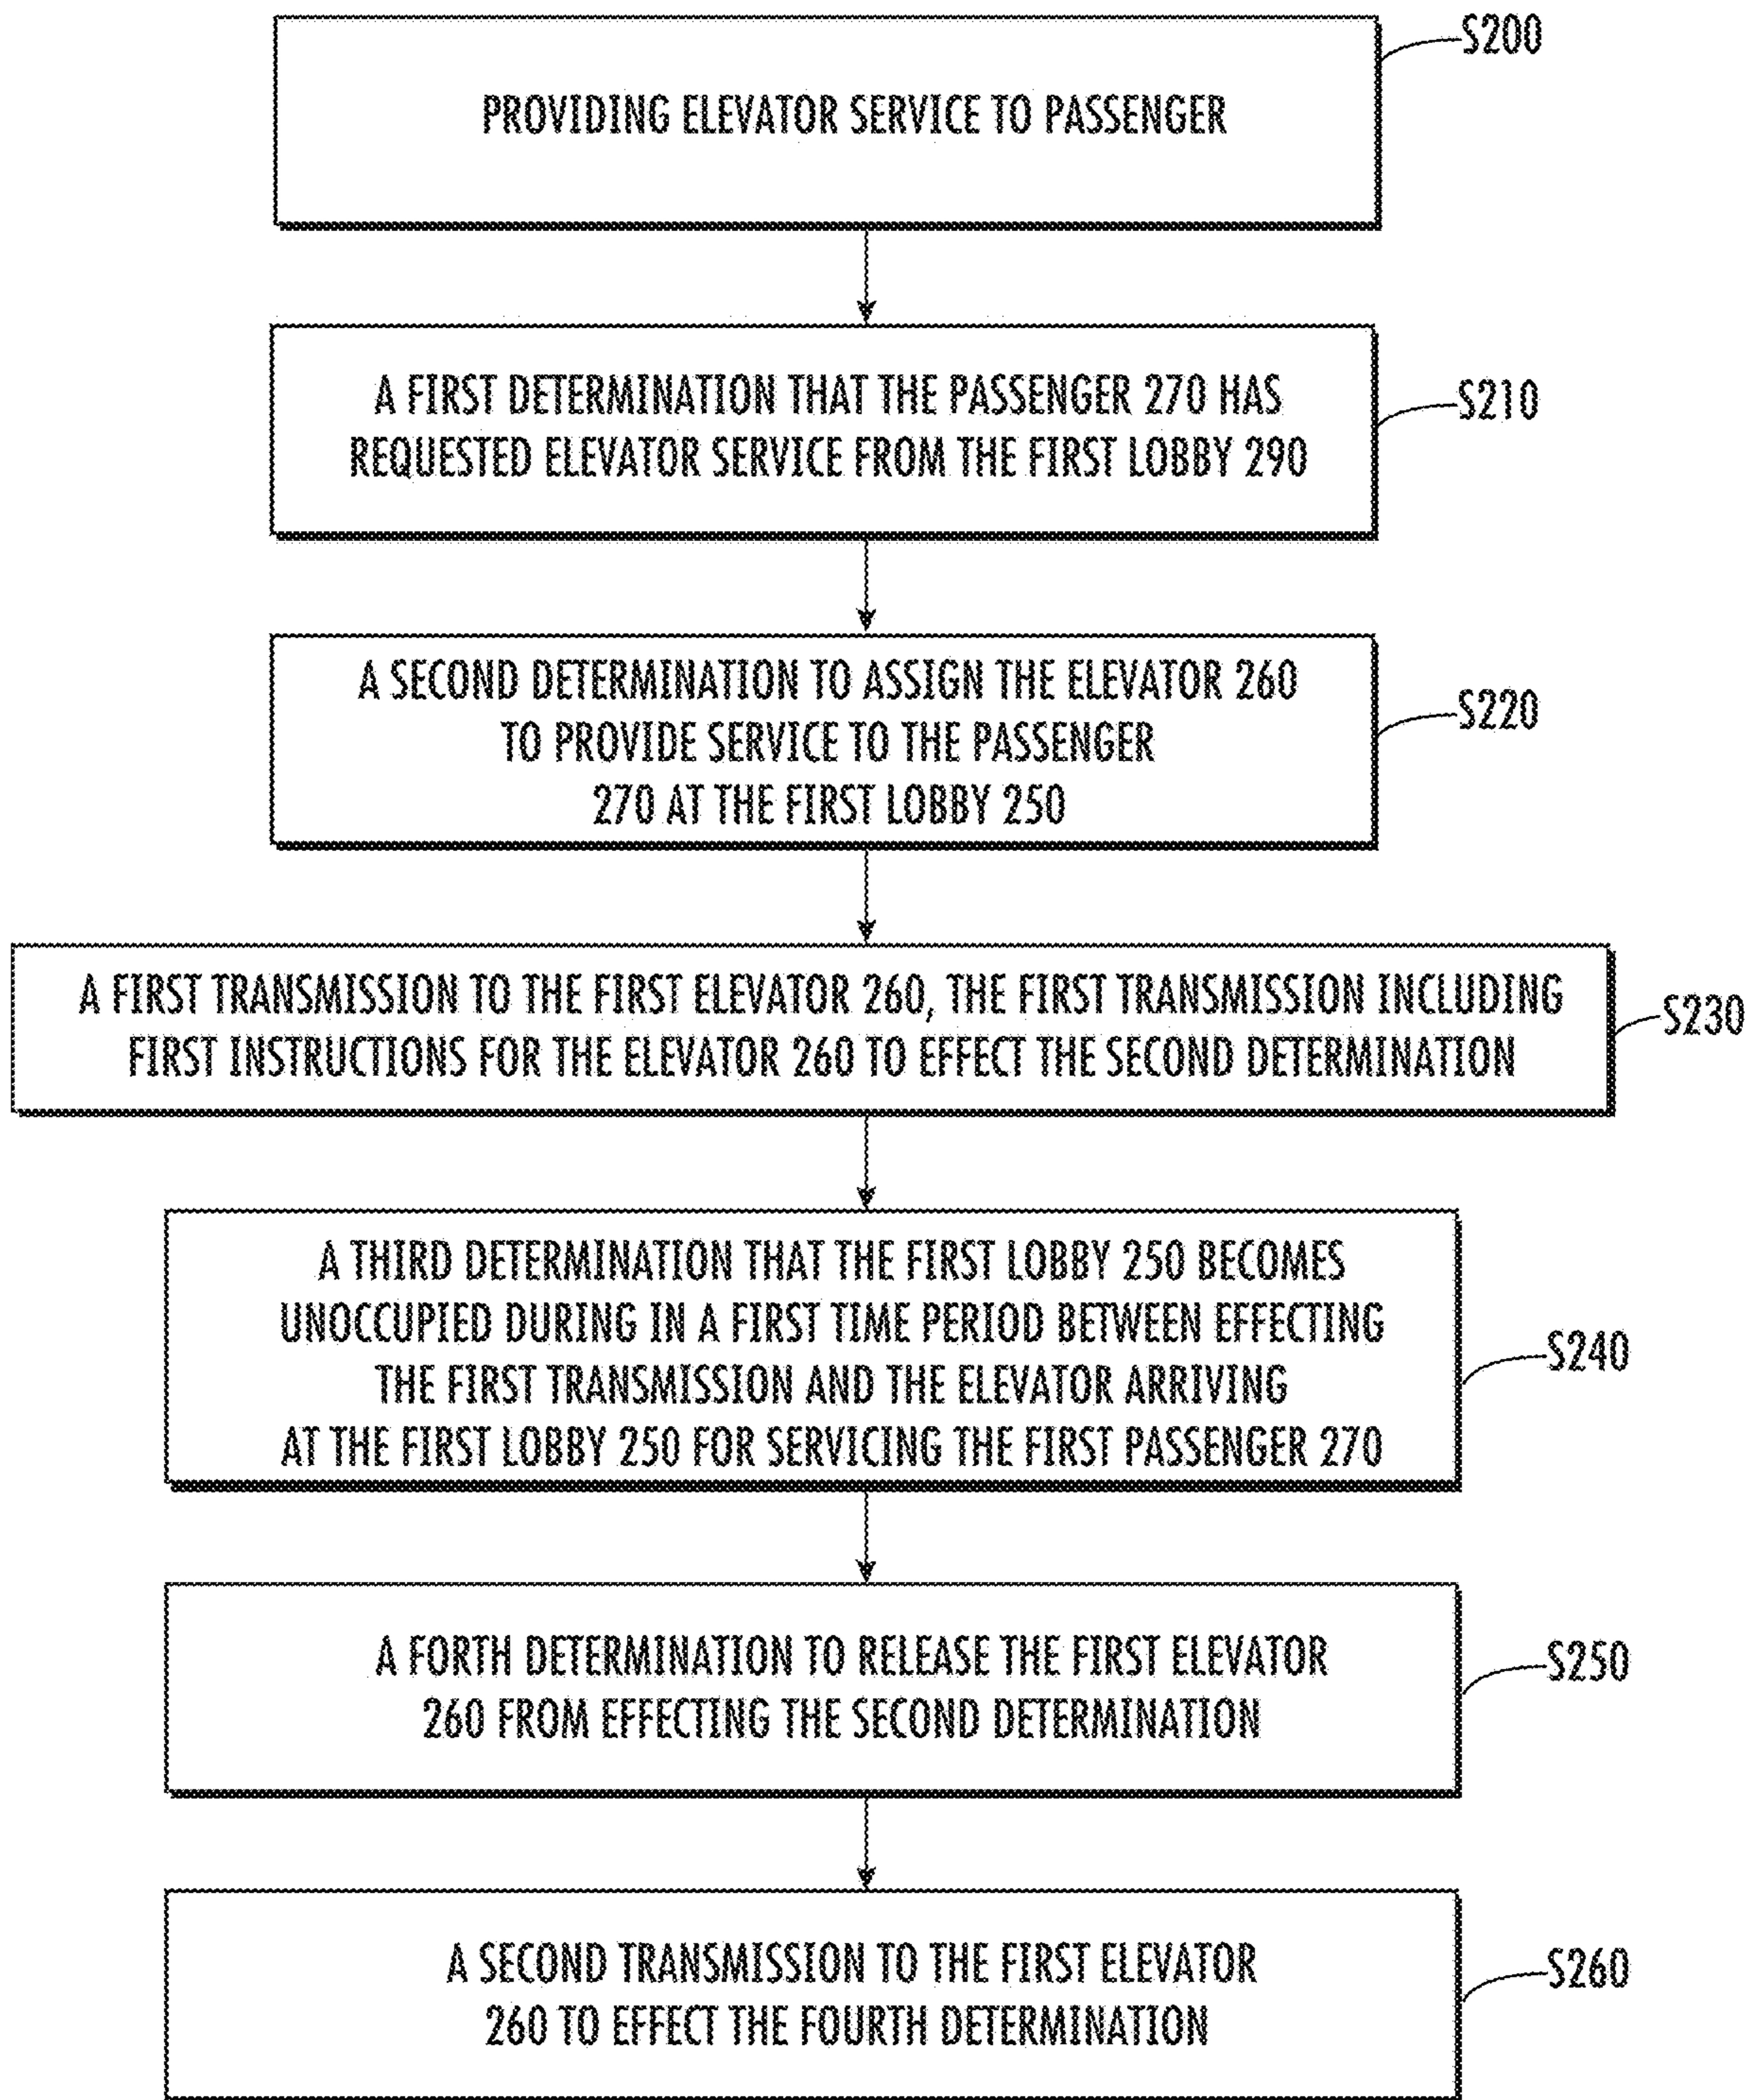 S200
PROVIDING ELEVATOR SERVICE TO PASSENGER
A FIRST DETERMINATION THAT THE PASSENGER 270 HAS
REQUESTED ELEVATOR SERVICE FROM THE FIRST LOBBY 290
S210
A SECOND DETERMINATION TO ASSIGN THE ELEVATOR 260
TO PROVIDE SERVICE TO THE PASSENGER
270 AT THE FIRST LOBBY 250
S220
A FIRST TRANSMISSION TO THE FIRST ELEVATOR 260, THE FIRST TRANSMISSION INCLUDING
FIRST INSTRUCTIONS FOR THE ELEVATOR 260 TO EFFECT THE SECOND DETERMINATION
S230
A THIRD DETERMINATION THAT THE FIRST LOBBY 250 BECOMES
UNOCCUPIED DURING IN A FIRST TIME PERIOD BETWEEN EFFECTING
THE FIRST TRANSMISSION AND THE ELEVATOR ARRIVING
AT THE FIRST LOBBY 250 FOR SERVICING THE FIRST PASSENGER 270
S240
A FORTH DETERMINATION TO RELEASE THE FIRST ELEVATOR
260 FROM EFFECTING THE SECOND DETERMINATION
S250
A SECOND TRANSMISSION TO THE FIRST ELEVATOR
260 TO EFFECT THE FOURTH DETERMINATION
S260